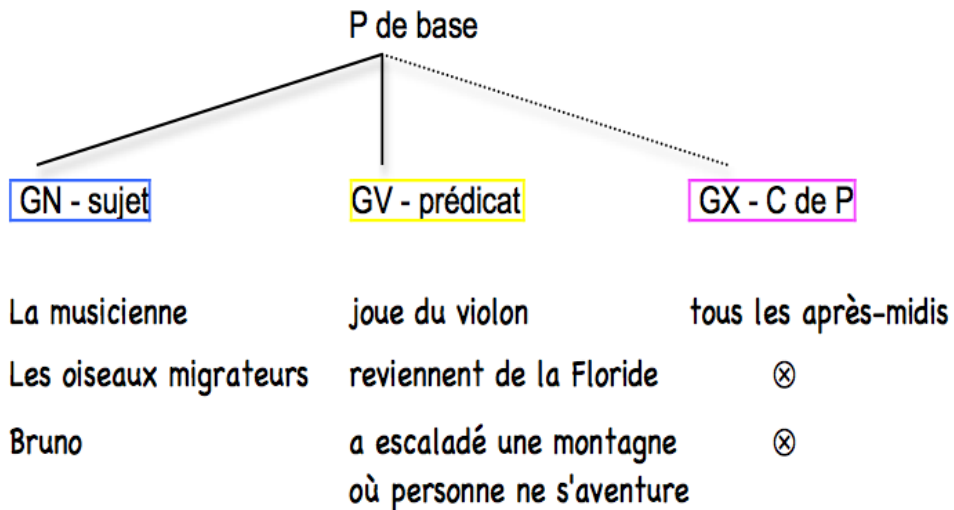 P de base
GN - sujet GV - prédicat GX - C de P
La musicienne joue du violon tous les après-midis
Les oiseaux migrateurs reviennent de la Floride ⊗
Bruno a escaladé une montagne ⊗
où personne ne s'aventure